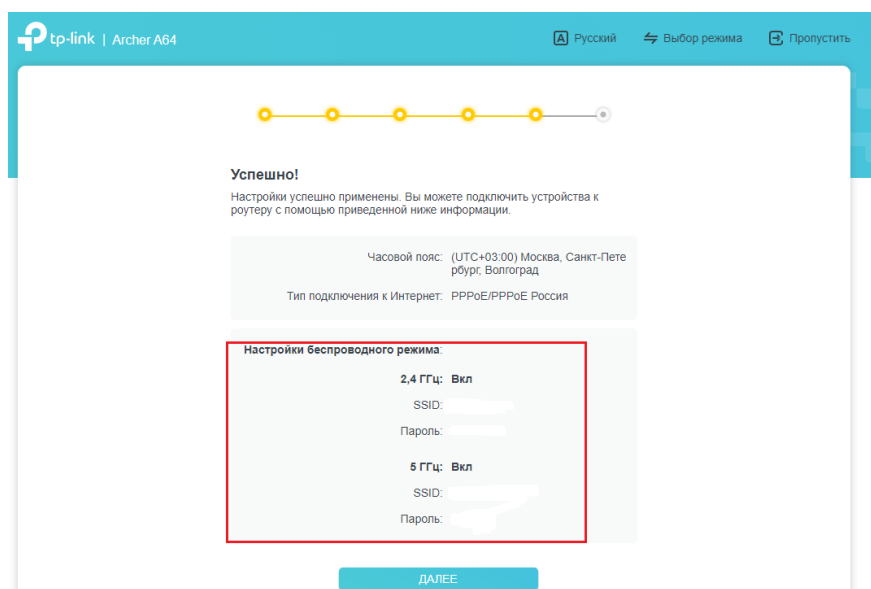 tp-link | Archer A64
Русский
Выбор режима
Пропустить
Успешно!
Настройки успешно применены. Вы можете подключить устройства к
роутеру с помощью приведенной ниже информации.
Часовой пояс: (UTC+03:00) Москва, Санкт-Пете
рбург, Волгоград
Тип подключения к Интернет: PPPoE/PPPoE Россия
Настройки беспроводного режима:
2,4 ГГц: Вкл
SSID:
Пароль:
5 ГГц: Вкл
SSID:
Пароль:
ДАЛЕЕ